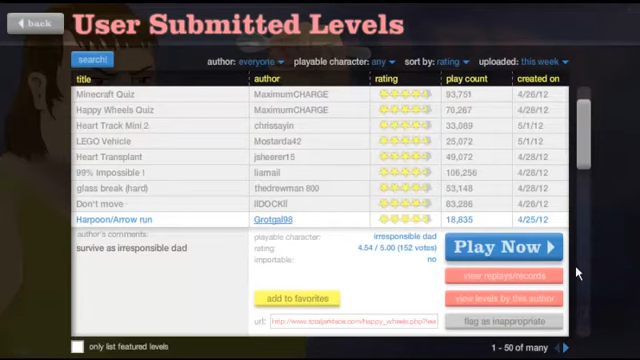 back
User Submitted Levels
search! author: everyone playable character: any sort by: rating uploaded: this week
title author rating play count created on
Minecraft Quiz MaximumCHARGE 93,751 4/26/12
Happy Wheels Quiz MaximumCHARGE 70,267 4/28/12
Heart Track Mini 2 chrissayin 33,089 5/1/12
LEGO Vehicle Mostarda42 25,072 5/1/12
Heart Transplant jsheerer15 49,072 4/28/12
99% Impossible ! liamail 106,256 4/28/12
glass break (hard) thedrewman 800 53,148 4/28/12
Don't move IIDOCKII 83,286 4/26/12
Harpoon/Arrow run Grotgal98 18,835 4/25/12
author's comments:
survive as irresponsible dad
playable character: irresponsible dad
rating: 4.54 / 5.00 (152 votes)
importable: no
add to favorites
Play Now
view replays/records
view levels by this author
flag as inappropriate
url: http://www.totaljerkface.com/happy_wheels.php?
only list featured levels
1 - 50 of many